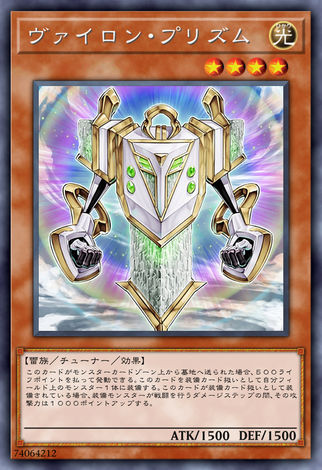 ヴァイロン・プリズム
光
【雷族／チューナー／効果】
このカードがモンスターカードゾーン上から墓地へ送られた場合、５００ライ
フポイントを払って発動できる。このカードを装備カード扱いとして自分フィ
ールド上のモンスター１体に装備する。このカードが装備カード扱いとして装
備されている場合、装備モンスターが戦闘を行うダメージステップの間、その攻
撃力は１０００ポイントアップする。
ATK/1500 DEF/1500
74064212